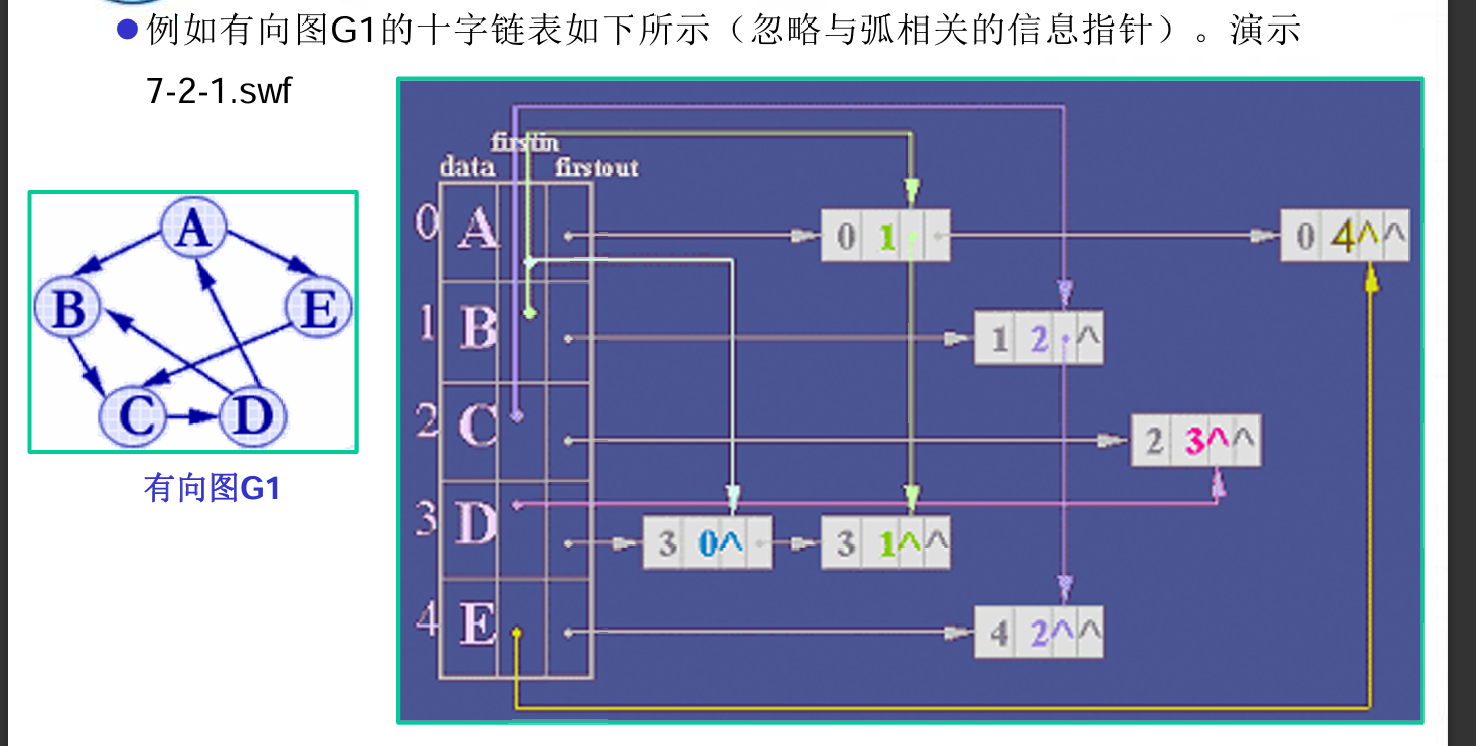 ●例如有向图G1的十字链表如下所示（忽略与弧相关的信息指针）。演示
7-2-1.swf
A
B
E
C
D
有向图G1
firstin
data
firstout
0 A 0 1 0 4 ^ ^
1 B 1 2 ^
2 C 2 3 ^ ^
3 D 3 0 ^ 3 1 ^ ^
4 E 4 2 ^ ^